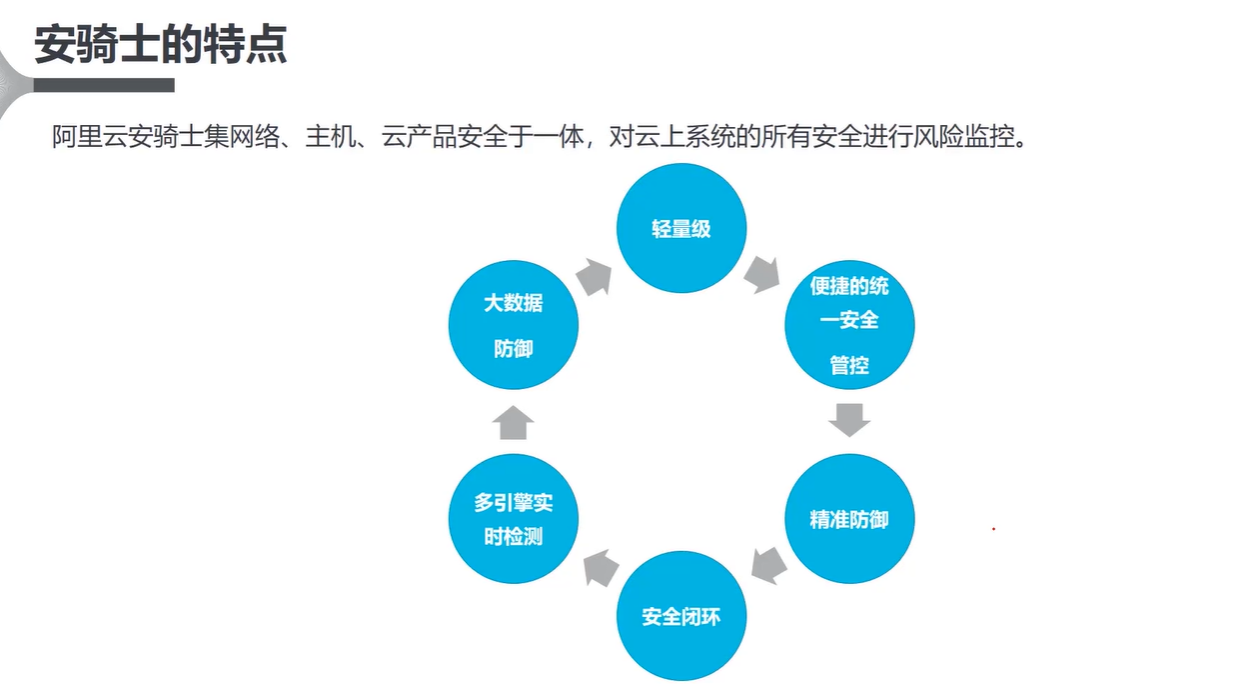 安骑士的特点
阿里云安骑士集网络、主机、云产品安全于一体，对云上系统的所有安全进行风险监控。
轻量级
便捷的统
一安全
管控
精准防御
安全闭环
多引擎实
时检测
大数据
防御